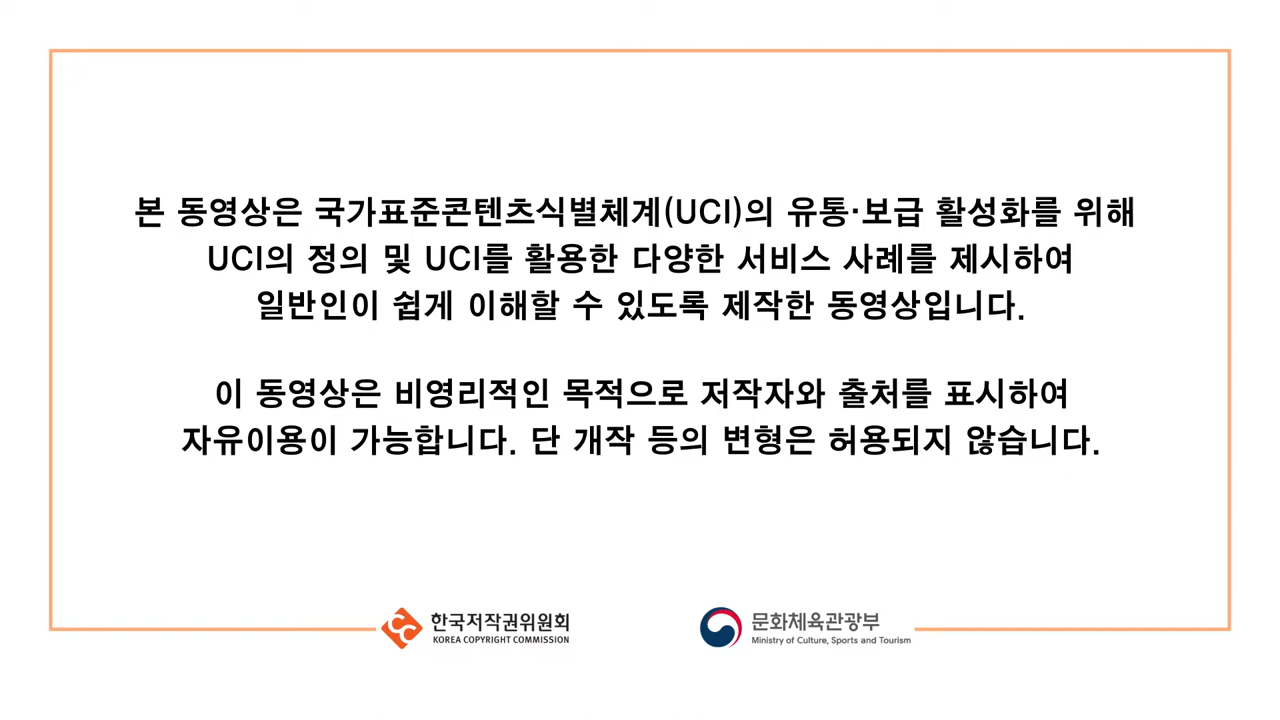 본 동영상은 국가표준콘텐츠식별체계(UCI)의 유통·보급 활성화를 위해
UCI의 정의 및 UCI를 활용한 다양한 서비스 사례를 제시하여
일반인이 쉽게 이해할 수 있도록 제작한 동영상입니다.
이 동영상은 비영리적인 목적으로 저작자와 출처를 표시하여
자유이용이 가능합니다. 단 개작 등의 변형은 허용되지 않습니다.
한국저작권위원회
KOREA COPYRIGHT COMMISSION
문화체육관광부
Ministry of Culture, Sports and Tourism